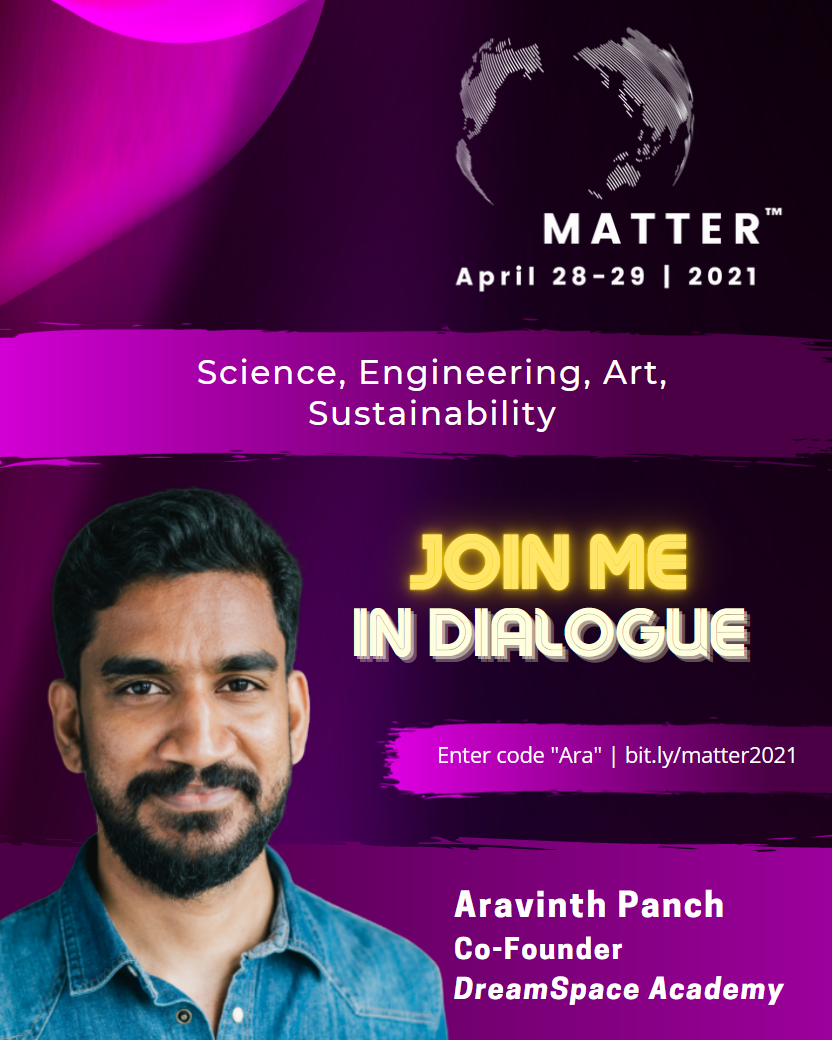 MATTER™
April 28-29 | 2021
Science, Engineering, Art,
Sustainability
JOIN ME
IN DIALOGUE
Enter code "Ara" | bit.ly/matter2021
Aravinth Panch
Co-Founder
DreamSpace Academy